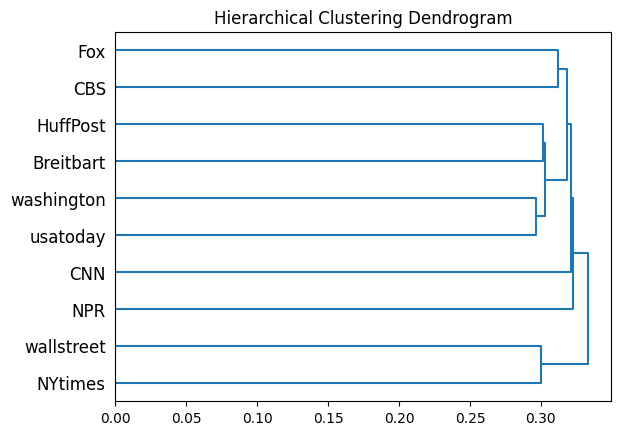 Hierarchical Clustering Dendrogram
Fox
CBS
HuffPost
Breitbart
washington
usatoday
CNN
NPR
wallstreet
NYtimes
0.00 0.05 0.10 0.15 0.20 0.25 0.30